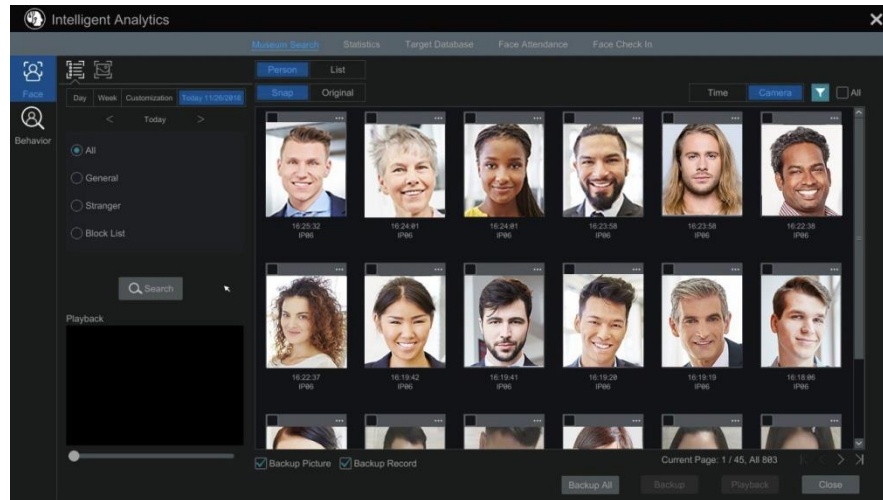 Intelligent Analytics
Museum Search Statistics Target Database Face Attendance Face Check In
Face
Behavior
Day Week Customization Today 11/26/2018
< Today >
All
General
Stranger
Block List
Search
Playback
Person List
Snap Original
Time Camera All
16:25:32 16:24:01 16:24:01 16:23:58 16:23:58 16:22:38
IP06 IP06 IP06 IP06 IP06 IP06
16:22:37 16:19:42 16:19:41 16:19:20 16:19:19 16:18:06
IP06 IP06 IP06 IP06 IP06 IP06
Backup Picture Backup Record
Current Page: 1 / 45, All 803
Backup All Backup Playback Close